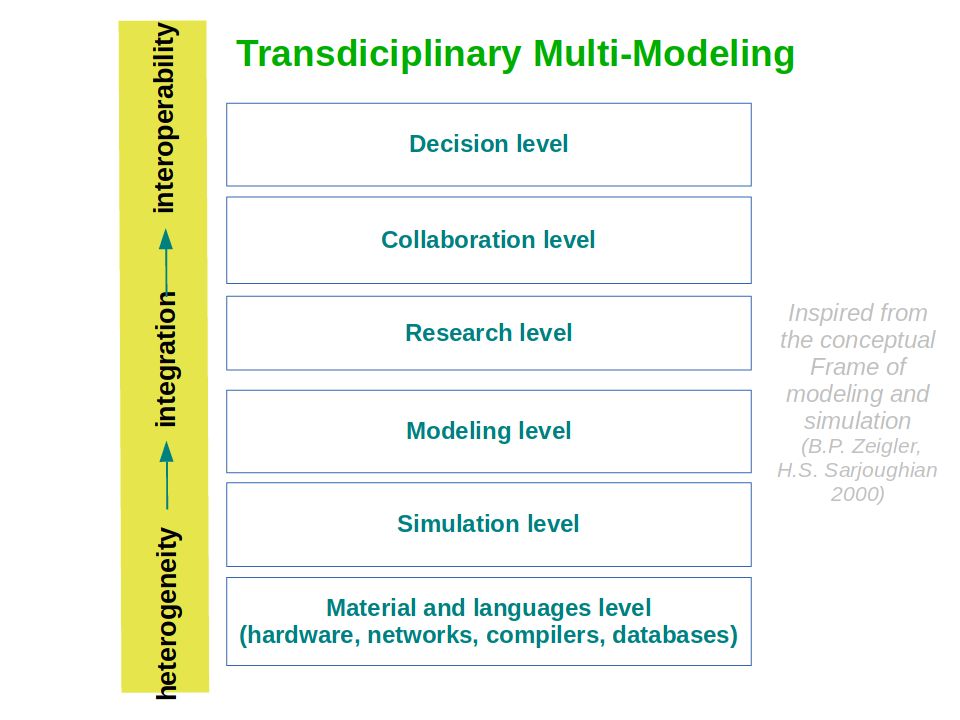 Transdiciplinary Multi-Modeling
interoperability
integration
heterogeneity
Decision level
Collaboration level
Research level
Modeling level
Simulation level
Material and languages level
(hardware, networks, compilers, databases)
Inspired from
the conceptual
Frame of
modeling and
simulation
(B.P. Zeigler,
H.S. Sarjoughian
2000)